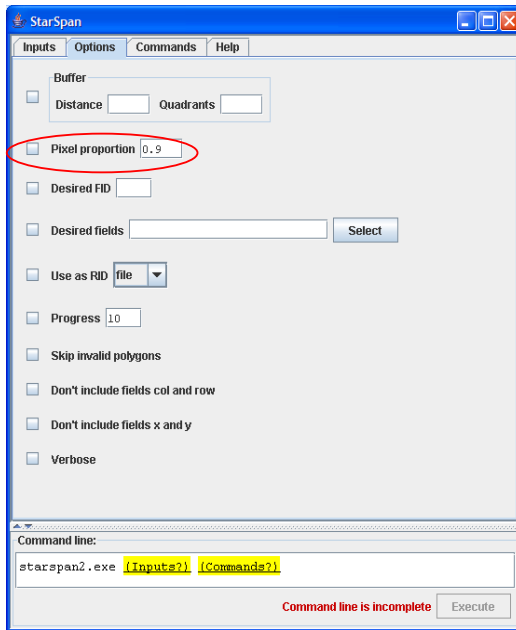 StarSpan
Inputs Options Commands Help
Buffer
Distance Quadrants
Pixel proportion 0.9
Desired FID
Desired fields Select
Use as RID file
Progress 10
Skip invalid polygons
Don't include fields col and row
Don't include fields x and y
Verbose
Command line:
starspan2.exe {Inputs?} {Commands?}
Command line is incomplete Execute